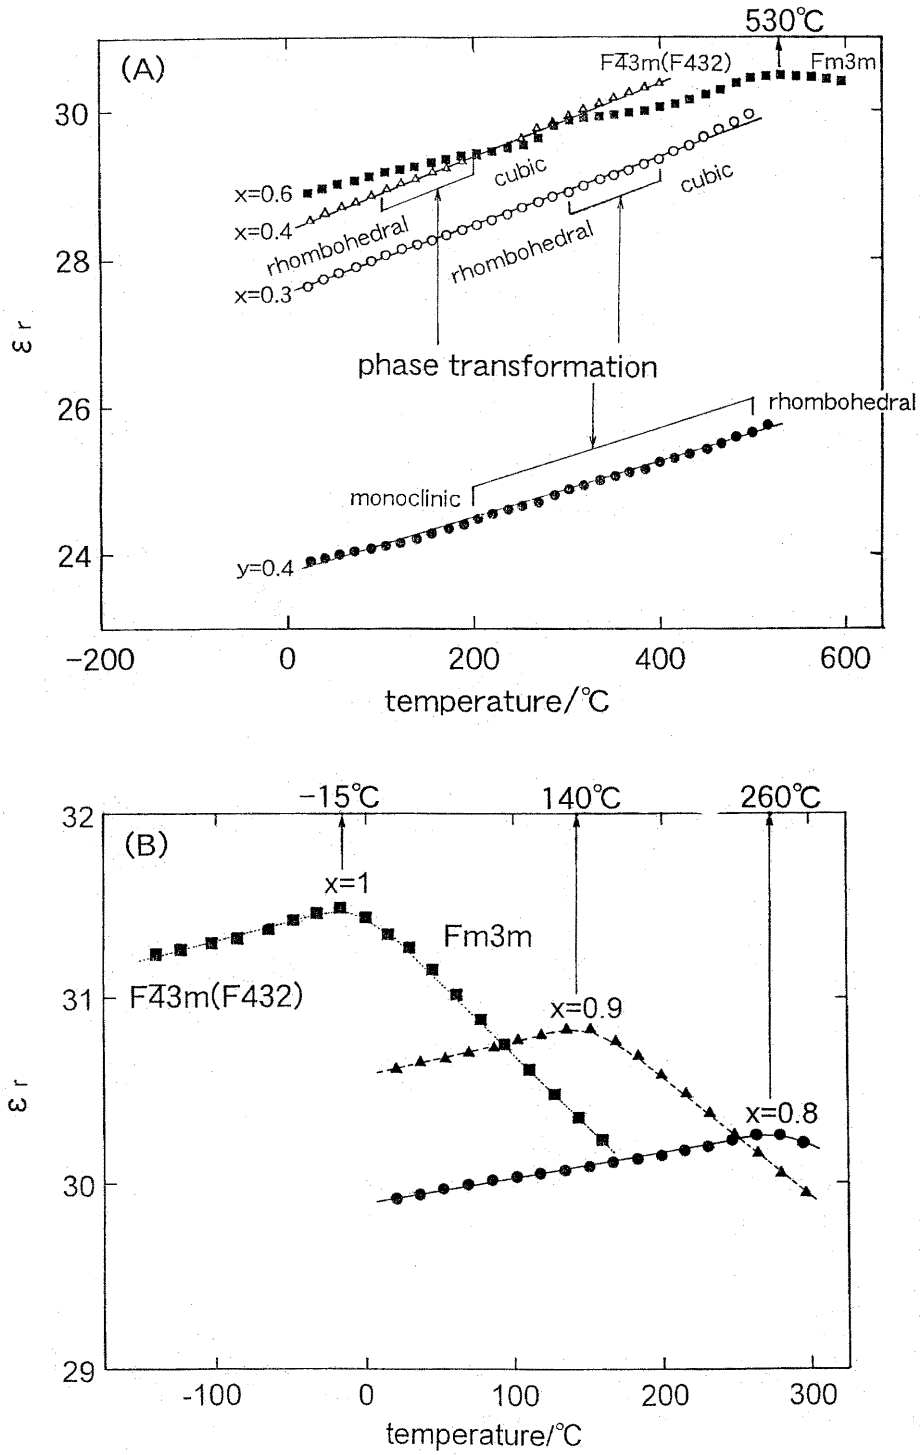 530℃
(A)
F4̄3m(F432)
Fm3m
30
x=0.6
cubic
x=0.4
cubic
rhombohedral
28
rhombohedral
x=0.3
εr
phase transformation
26
rhombohedral
monoclinic
24
y=0.4
−200 0 200 400 600
temperature/℃
−15℃ 140℃ 260℃
32
(B)
x=1
Fm3m
F4̄3m(F432)
31
x=0.9
εr
x=0.8
30
29
-100 0 100 200 300
temperature/℃